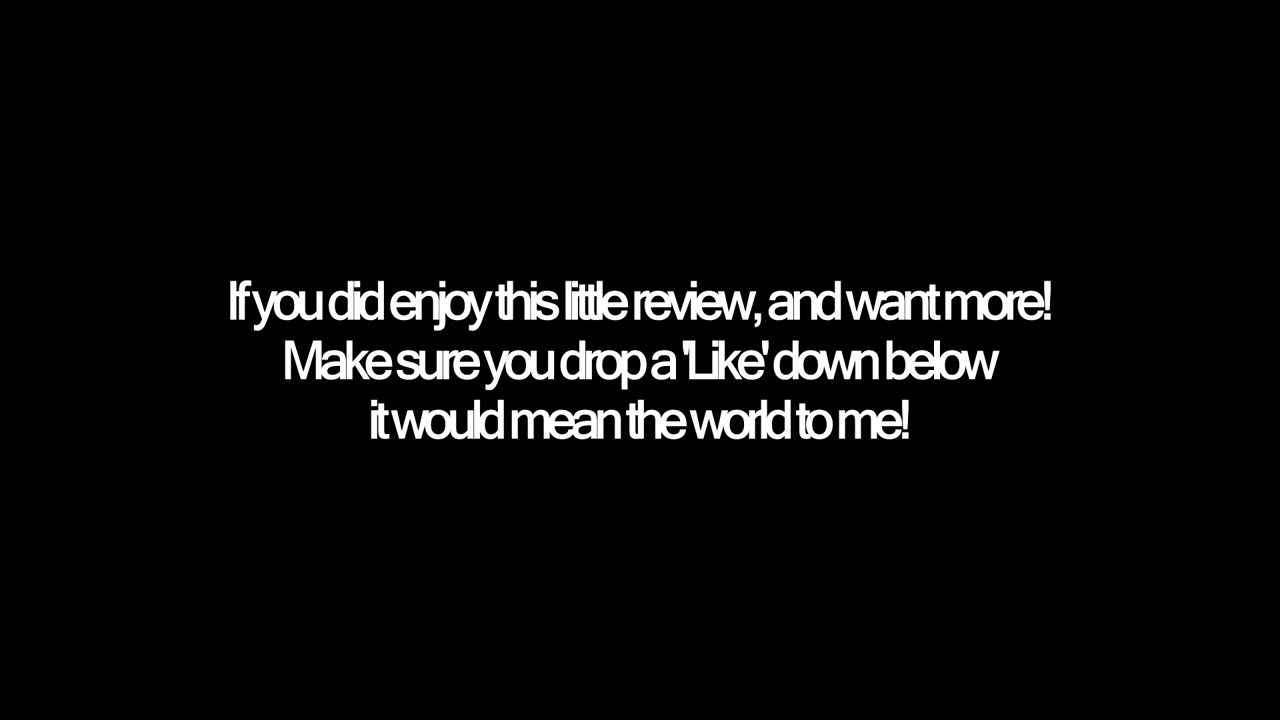 If you did enjoy this little review, and want more!
Make sure you drop a 'Like' down below
it would mean the world to me!